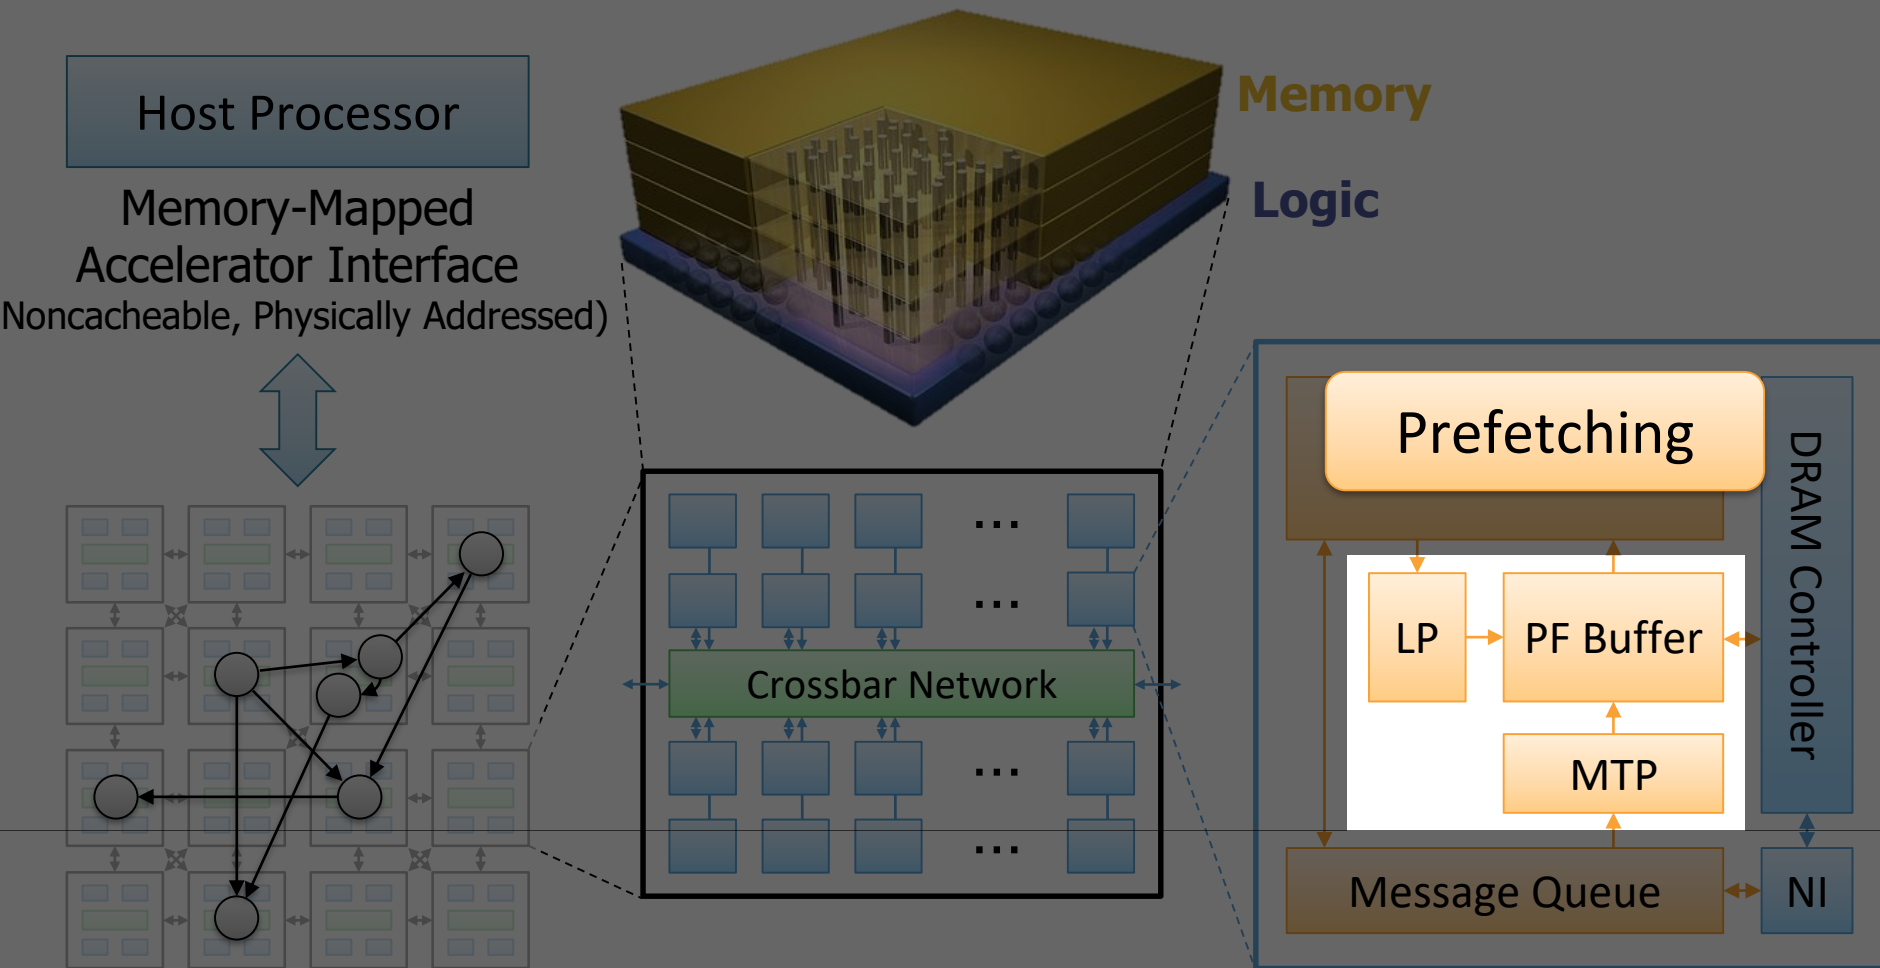 Host Processor
Memory-Mapped
Accelerator Interface
Noncacheable, Physically Addressed)
Memory
Logic
...
...
Crossbar Network
...
...
Prefetching
LP
PF Buffer
MTP
DRAM Controller
Message Queue
NI